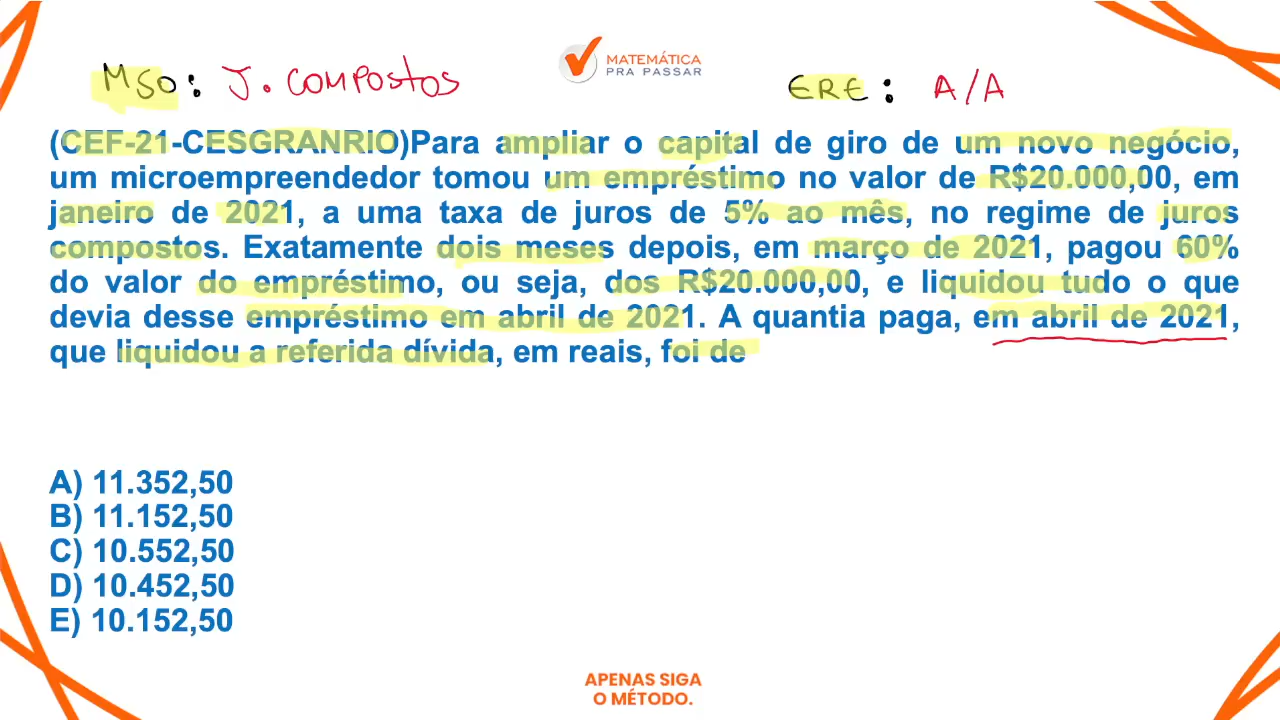 MATEMÁTICA
PRA PASSAR
MSO: J. COMPOSTOS
ERE: A/A
(CEF-21-CESGRANRIO)Para ampliar o capital de giro de um novo negócio,
um microempreendedor tomou um empréstimo no valor de R$20.000,00, em
janeiro de 2021, a uma taxa de juros de 5% ao mês, no regime de juros
compostos. Exatamente dois meses depois, em março de 2021, pagou 60%
do valor do empréstimo, ou seja, dos R$20.000,00, e liquidou tudo o que
devia desse empréstimo em abril de 2021. A quantia paga, em abril de 2021,
que liquidou a referida dívida, em reais, foi de
A) 11.352,50
B) 11.152,50
C) 10.552,50
D) 10.452,50
E) 10.152,50
APENAS SIGA
O MÉTODO.